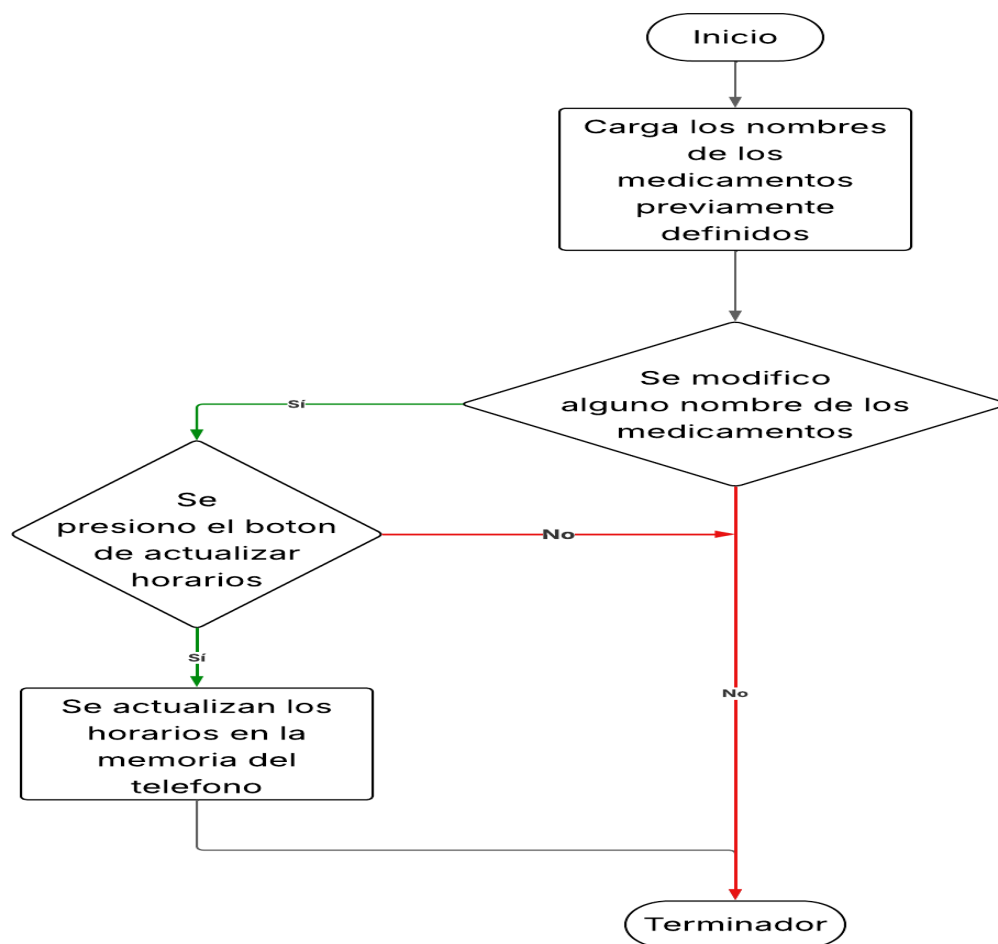 Inicio
Carga los nombres
de los
medicamentos
previamente
definidos
Se modifico
alguno nombre de los
medicamentos
Sí
Se
presiono el boton
de actualizar
horarios
No
Sí
No
Se actualizan los
horarios en la
memoria del
telefono
Terminador